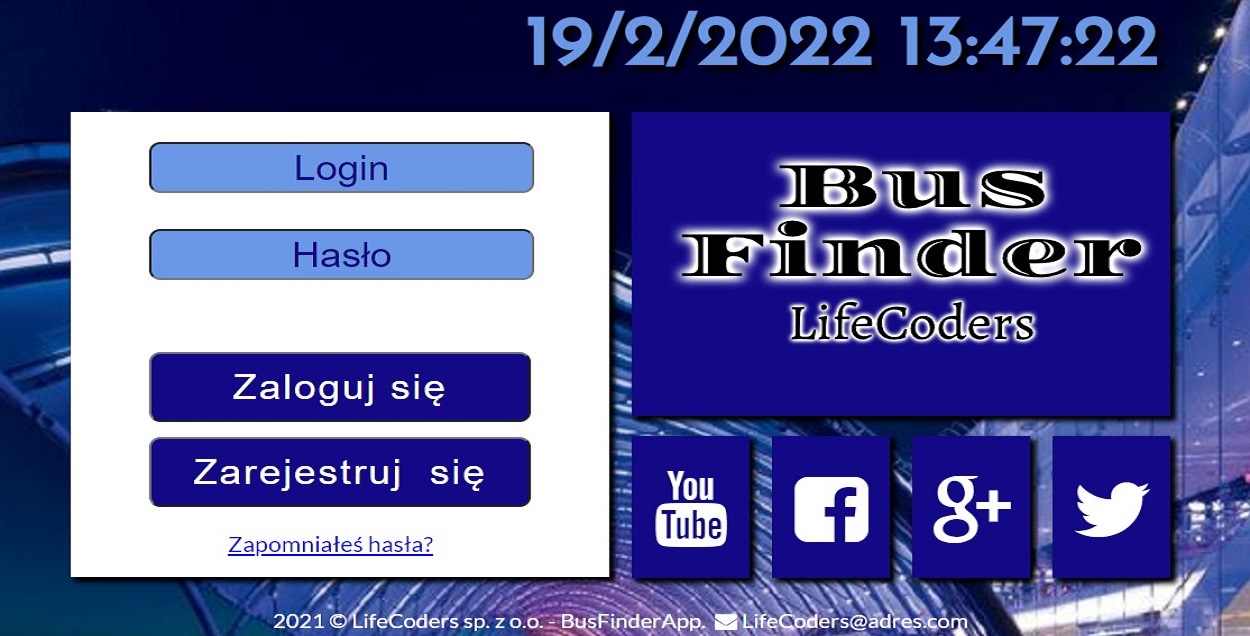 19/2/2022 13:47:22
Login
Hasło
Zaloguj się
Zarejestruj się
Zapomniałeś hasła?
Bus
Finder
LifeCoders
You
Tube
g+
2021 © LifeCoders sp. z o.o. - BusFinderApp. LifeCoders@adres.com